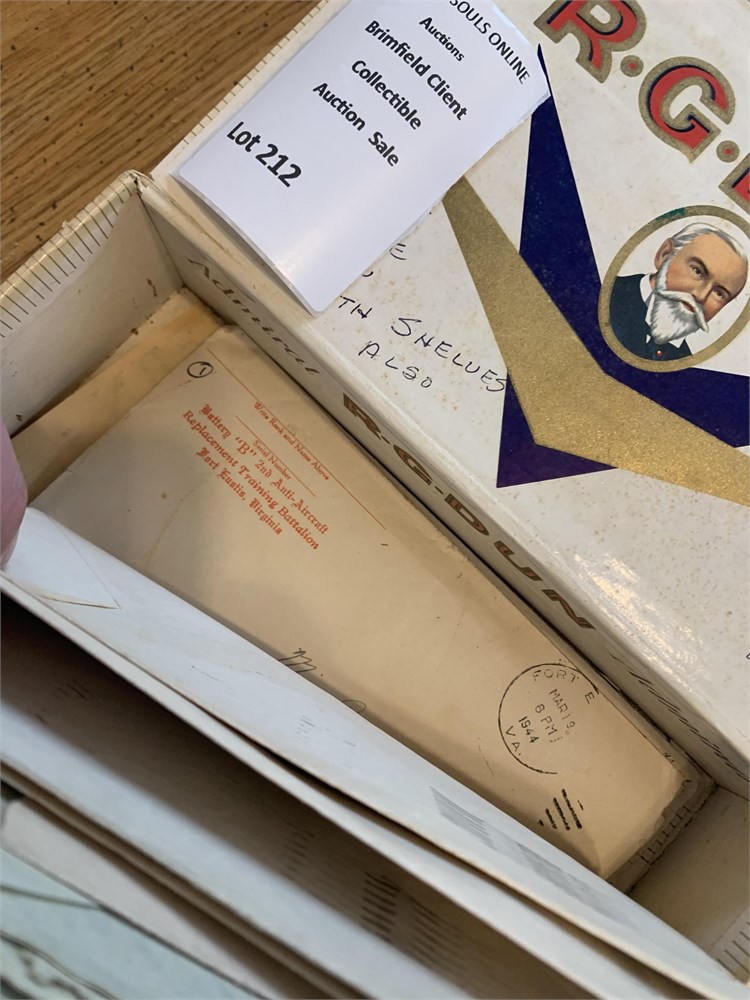 SOULS ONLINE
Auctions
Brimfield Client
Collectible
Auction Sale
Lot 212
R·G·
E
TH SHELVES
ALSO
Admiral R·G·DUN
1
Write Rank and Name Above
Serial Number
Battery "B" 2nd Anti-Aircraft
Replacement Training Battalion
Fort Eustis, Virginia
FORT E
MAR 19
8 PM
1944
VA.